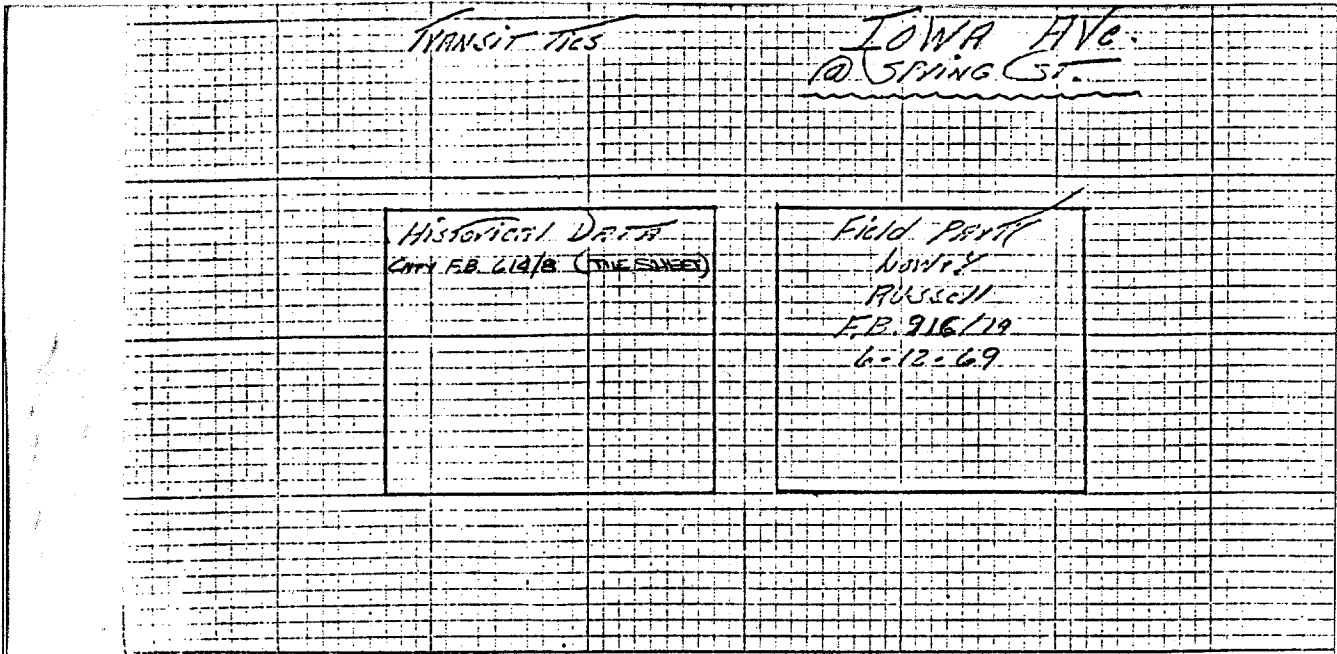 Transit Ties
Iowa Ave.
@ Spring St.
Historical Data
Cnty F.B. 614/8 (Tie Sheet)
Field Party
Lowry
Russell
F.B. 916/19
6-12-69